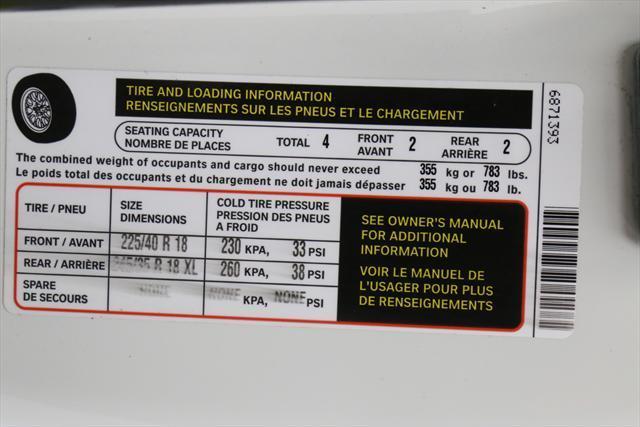 TIRE AND LOADING INFORMATION
RENSEIGNEMENTS SUR LES PNEUS ET LE CHARGEMENT
SEATING CAPACITY
NOMBRE DE PLACES
TOTAL 4
FRONT
AVANT 2
REAR
ARRIÈRE 2
The combined weight of occupants and cargo should never exceed 355 kg or 783 lbs.
Le poids total des occupants et du chargement ne doit jamais dépasser 355 kg ou 783 lb.
TIRE / PNEU
SIZE
DIMENSIONS
COLD TIRE PRESSURE
PRESSION DES PNEUS
A FROID
FRONT / AVANT 225/40 R 18 230 KPA, 33 PSI
REAR / ARRIÈRE R 18 XL 260 KPA, 38 PSI
SPARE
DE SECOURS
NONE NONE KPA, NONE PSI
SEE OWNER'S MANUAL
FOR ADDITIONAL
INFORMATION
VOIR LE MANUEL DE
L'USAGER POUR PLUS
DE RENSEIGNEMENTS
6871393